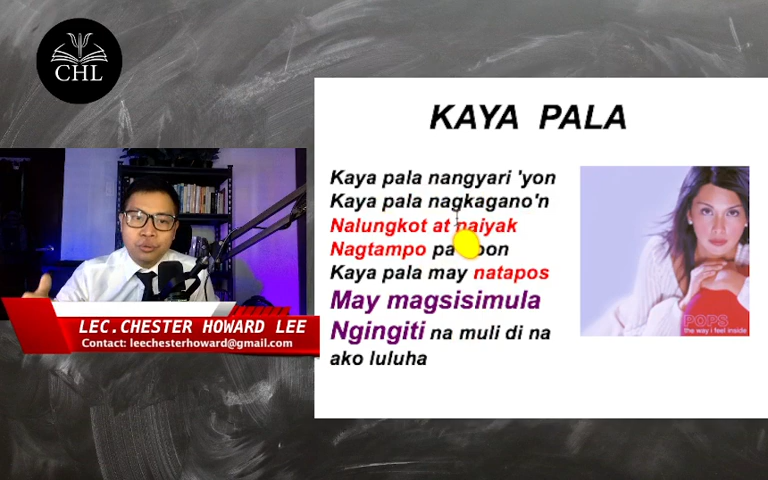 CHL
KAYA PALA
Kaya pala nangyari 'yon
Kaya pala nagkagano'n
Nalungkot at naiyak
Nagtampo pa
Kaya pala may natapos
May magsisimula
Ngingiti na muli di na
ako luluha
POPS
the way i feel inside
LEC.CHESTER HOWARD LEE
Contact: leechesterhoward@gmail.com